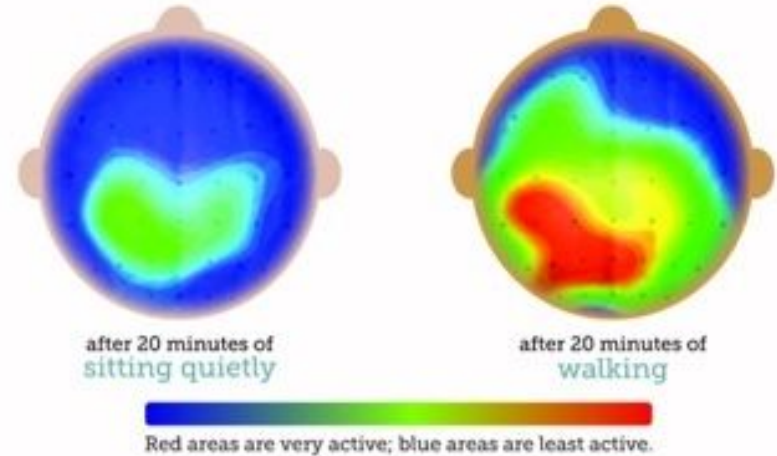 after 20 minutes of
sitting quietly
after 20 minutes of
walking
Red areas are very active; blue areas are least active.